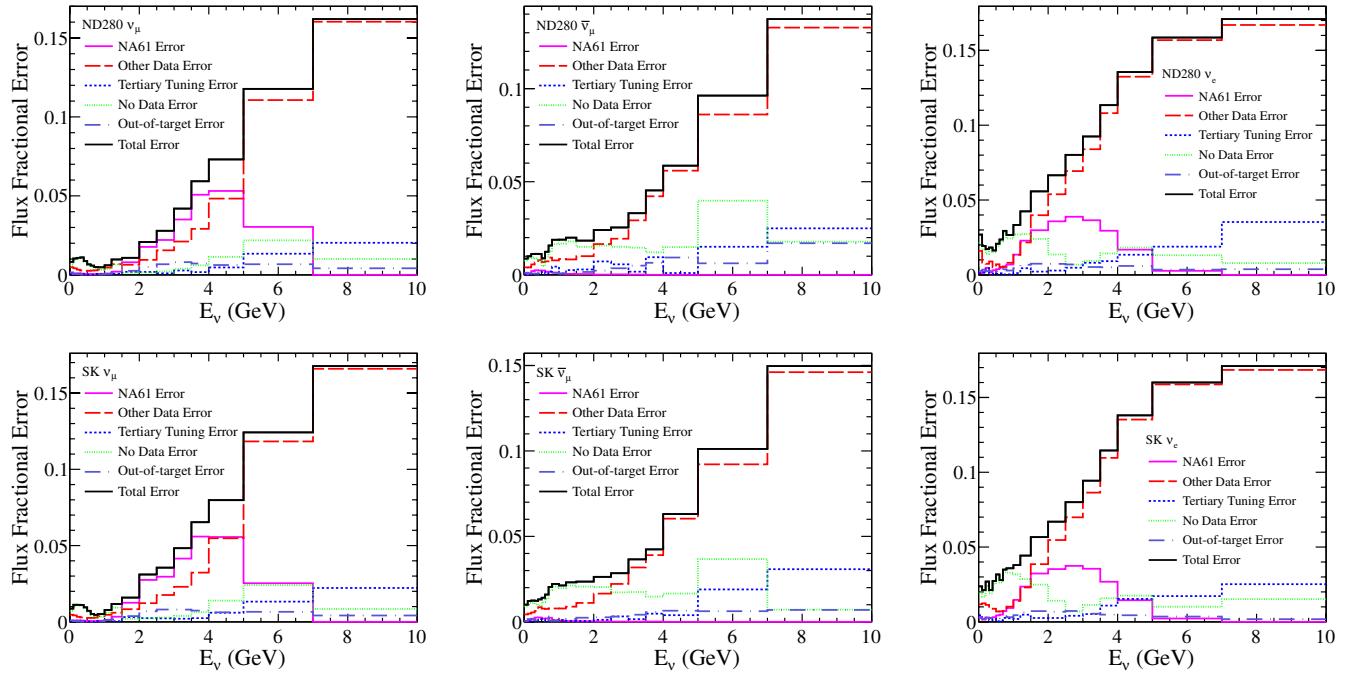 Flux Fractional Error
0.15
0.1
0.05
0
ND280 νμ
NA61 Error
Other Data Error
Tertiary Tuning Error
No Data Error
Out-of-target Error
Total Error
0 2 4 6 8 10
Eν (GeV)
Flux Fractional Error
0.1
0.05
0
ND280 ν̄μ
NA61 Error
Other Data Error
Tertiary Tuning Error
No Data Error
Out-of-target Error
Total Error
0 2 4 6 8 10
Eν (GeV)
Flux Fractional Error
0.15
0.1
0.05
0
ND280 νe
NA61 Error
Other Data Error
Tertiary Tuning Error
No Data Error
Out-of-target Error
Total Error
0 2 4 6 8 10
Eν (GeV)
Flux Fractional Error
0.15
0.1
0.05
0
SK νμ
NA61 Error
Other Data Error
Tertiary Tuning Error
No Data Error
Out-of-target Error
Total Error
0 2 4 6 8 10
Eν (GeV)
Flux Fractional Error
0.15
0.1
0.05
0
SK ν̄μ
NA61 Error
Other Data Error
Tertiary Tuning Error
No Data Error
Out-of-target Error
Total Error
0 2 4 6 8 10
Eν (GeV)
Flux Fractional Error
0.15
0.1
0.05
0
SK νe
NA61 Error
Other Data Error
Tertiary Tuning Error
No Data Error
Out-of-target Error
Total Error
0 2 4 6 8 10
Eν (GeV)